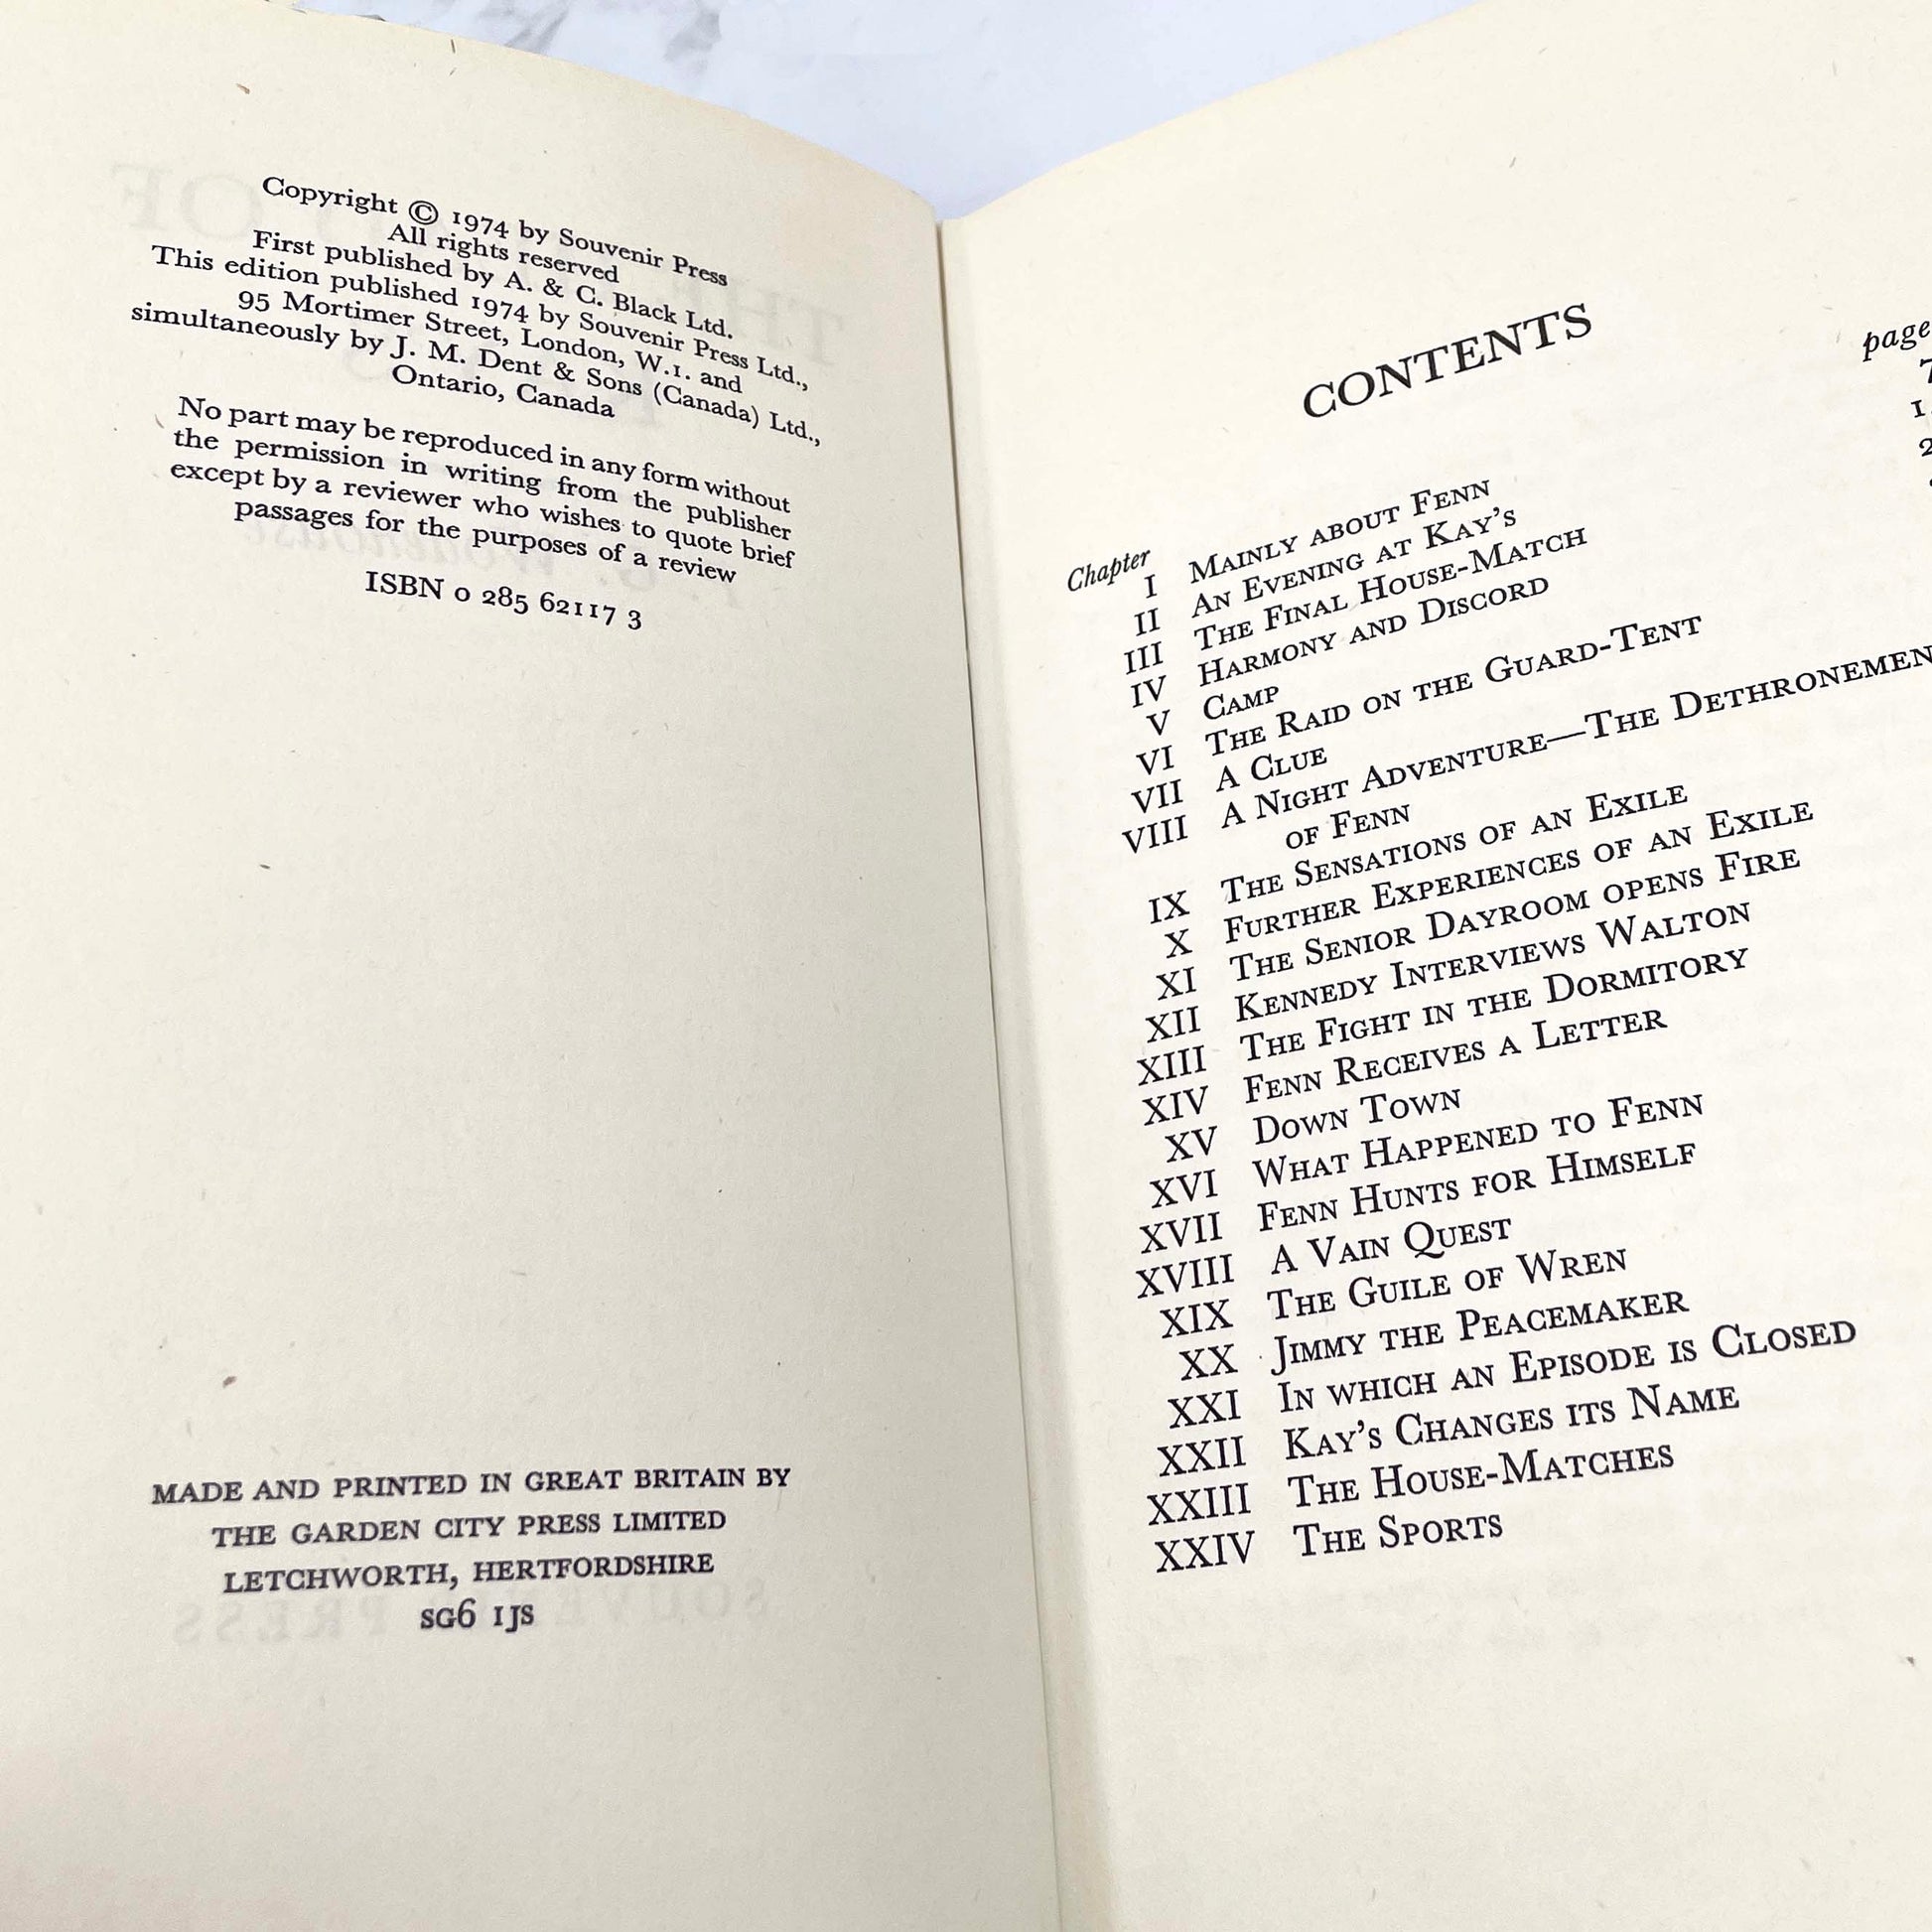 Copyright © 1974 by Souvenir Press
All rights reserved
First published by A. & C. Black Ltd.
This edition published 1974 by Souvenir Press Ltd.,
95 Mortimer Street, London, W.1. and
simultaneously by J. M. Dent & Sons (Canada) Ltd.,
Ontario, Canada
No part may be reproduced in any form without
the permission in writing from the publisher
except by a reviewer who wishes to quote brief
passages for the purposes of a review
ISBN 0 285 62117 3
MADE AND PRINTED IN GREAT BRITAIN BY
THE GARDEN CITY PRESS LIMITED
LETCHWORTH, HERTFORDSHIRE
SG6 1JS
CONTENTS
Chapter page
I MAINLY ABOUT FENN 7
II AN EVENING AT KAY'S
III THE FINAL HOUSE-MATCH
IV HARMONY AND DISCORD
V CAMP
VI THE RAID ON THE GUARD-TENT
VII A CLUE
VIII A NIGHT ADVENTURE—THE DETHRONEMEN
OF FENN
IX THE SENSATIONS OF AN EXILE
X FURTHER EXPERIENCES OF AN EXILE
XI THE SENIOR DAYROOM OPENS FIRE
XII KENNEDY INTERVIEWS WALTON
XIII THE FIGHT IN THE DORMITORY
XIV FENN RECEIVES A LETTER
XV DOWN TOWN
XVI WHAT HAPPENED TO FENN
XVII FENN HUNTS FOR HIMSELF
XVIII A VAIN QUEST
XIX THE GUILE OF WREN
XX JIMMY THE PEACEMAKER
XXI IN WHICH AN EPISODE IS CLOSED
XXII KAY'S CHANGES ITS NAME
XXIII THE HOUSE-MATCHES
XXIV THE SPORTS